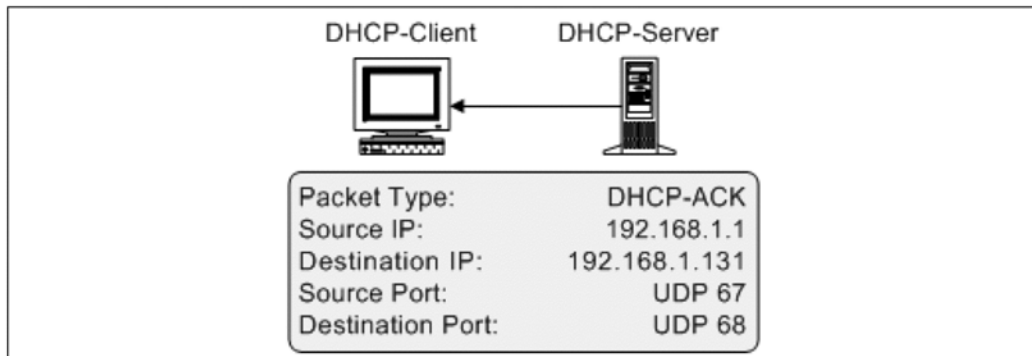 DHCP-Client DHCP-Server
Packet Type: DHCP-ACK
Source IP: 192.168.1.1
Destination IP: 192.168.1.131
Source Port: UDP 67
Destination Port: UDP 68